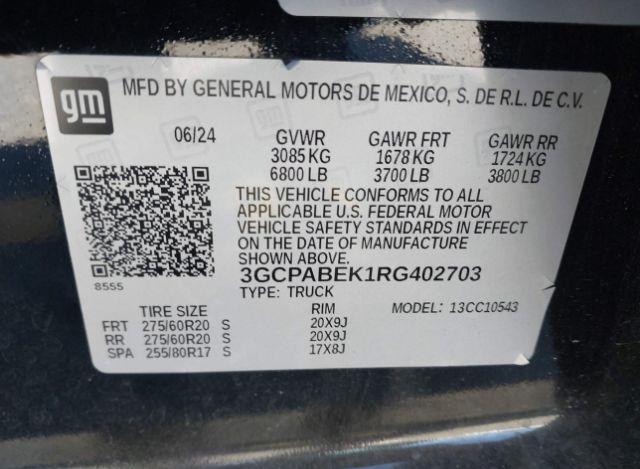 gm
MFD BY GENERAL MOTORS DE MEXICO, S. DE R.L. DE C.V.
06/24 GVWR GAWR FRT GAWR RR
3085 KG 1678 KG 1724 KG
6800 LB 3700 LB 3800 LB
THIS VEHICLE CONFORMS TO ALL
APPLICABLE U.S. FEDERAL MOTOR
VEHICLE SAFETY STANDARDS IN EFFECT
ON THE DATE OF MANUFACTURE
SHOWN ABOVE.
3GCPABEK1RG402703
8555
TYPE: TRUCK MODEL: 13CC10543
TIRE SIZE RIM
FRT 275/60R20 S 20X9J
RR 275/60R20 S 20X9J
SPA 255/80R17 S 17X8J